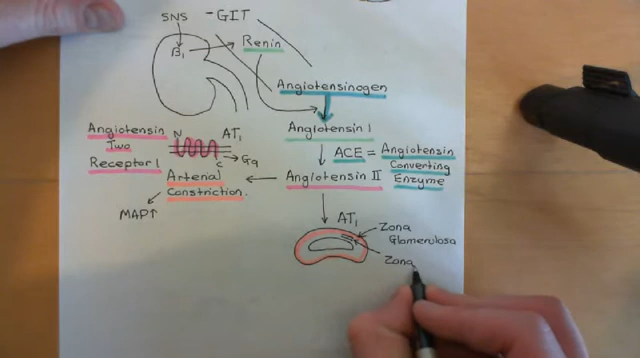 SNS
-GIT
β1
Renin
Angiotensinogen
Angiotensin I
Angiotensin
Two
Receptor 1
N
AT1
C
Gq
ACE = Angiotensin
Converting
Enzyme
Angiotensin II
Arterial
Constriction.
MAP↑
AT1
Zona
Glomerulosa
Zona